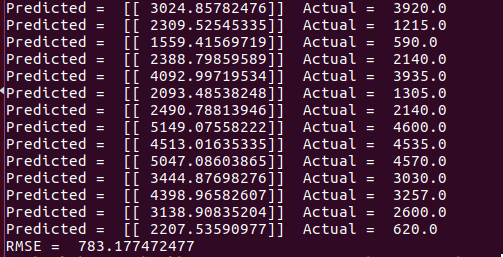 Predicted =  [[ 3024.85782476]]  Actual =  3920.0
Predicted =  [[ 2309.52545335]]  Actual =  1215.0
Predicted =  [[ 1559.41569719]]  Actual =  590.0
Predicted =  [[ 2388.79859589]]  Actual =  2140.0
Predicted =  [[ 4092.99719534]]  Actual =  3935.0
Predicted =  [[ 2093.48538248]]  Actual =  1305.0
Predicted =  [[ 2490.78813946]]  Actual =  2140.0
Predicted =  [[ 5149.07558222]]  Actual =  4600.0
Predicted =  [[ 4513.01635335]]  Actual =  4535.0
Predicted =  [[ 5047.08603865]]  Actual =  4570.0
Predicted =  [[ 3444.87698276]]  Actual =  3030.0
Predicted =  [[ 4398.96582607]]  Actual =  3257.0
Predicted =  [[ 3138.90835204]]  Actual =  2600.0
Predicted =  [[ 2207.53590977]]  Actual =  620.0
RMSE =  783.177472477